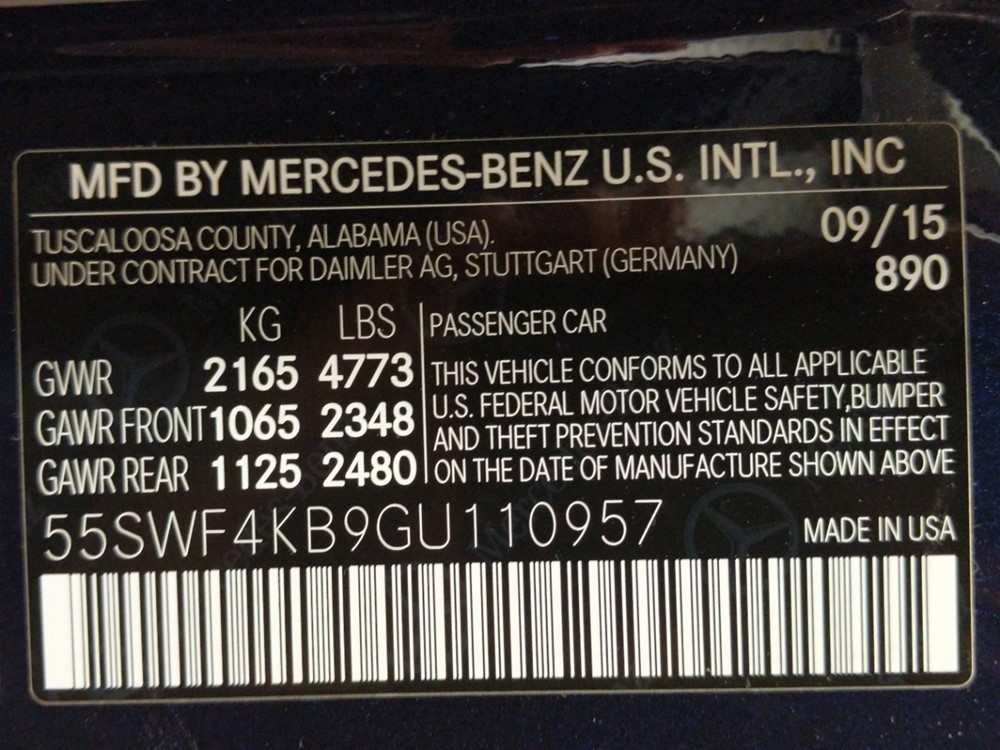 MFD BY MERCEDES-BENZ U.S. INTL., INC
TUSCALOOSA COUNTY, ALABAMA (USA). 09/15
UNDER CONTRACT FOR DAIMLER AG, STUTTGART (GERMANY) 890
KG LBS PASSENGER CAR
GVWR 2165 4773 THIS VEHICLE CONFORMS TO ALL APPLICABLE
U.S. FEDERAL MOTOR VEHICLE SAFETY,BUMPER
GAWR FRONT 1065 2348 AND THEFT PREVENTION STANDARDS IN EFFECT
GAWR REAR 1125 2480 ON THE DATE OF MANUFACTURE SHOWN ABOVE
55SWF4KB9GU110957 MADE IN USA